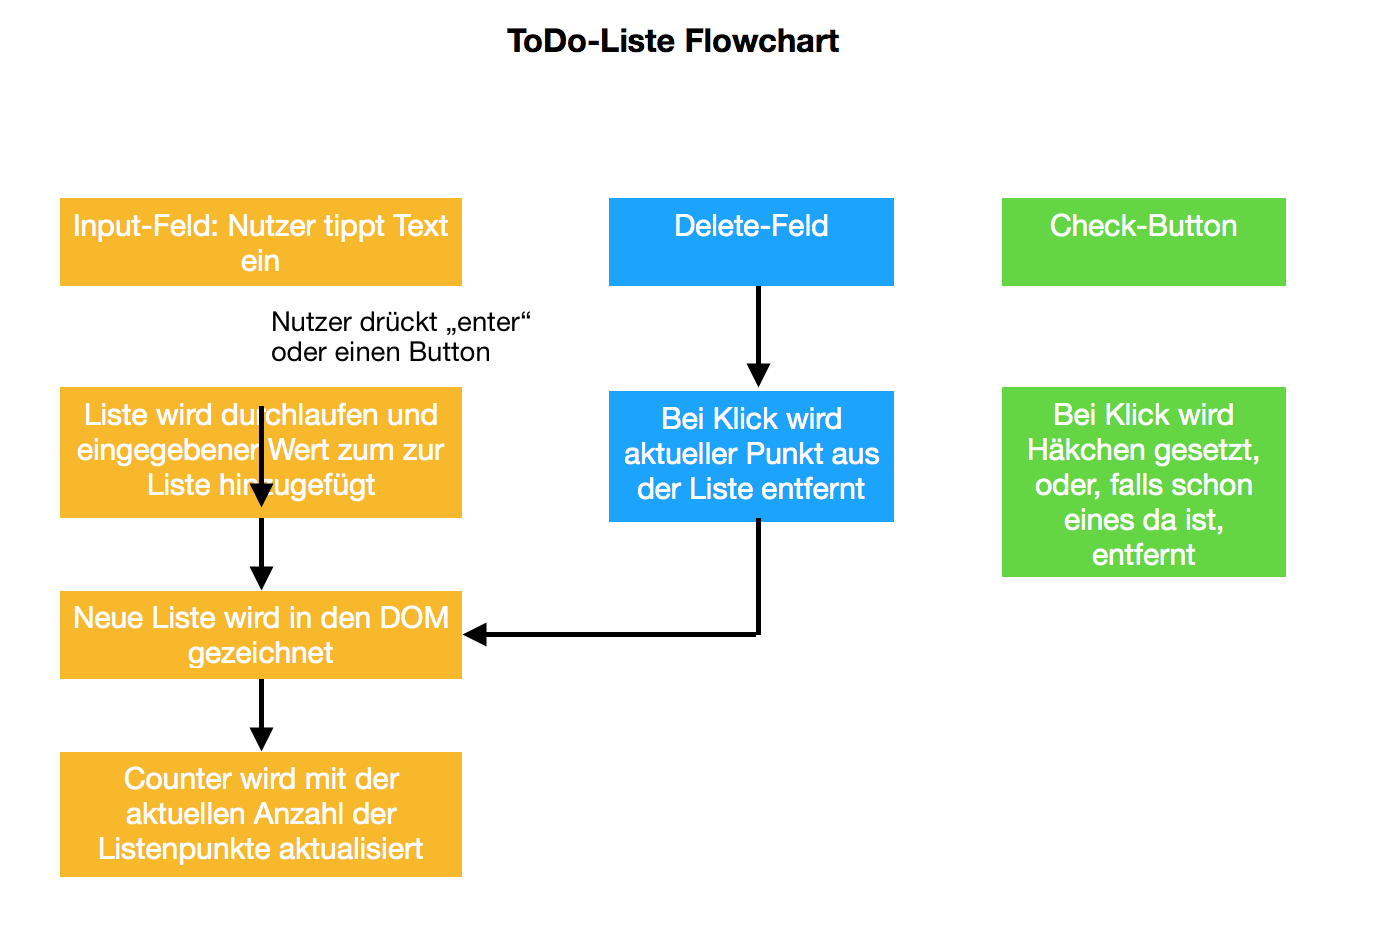 ToDo-Liste Flowchart
Input-Feld: Nutzer tippt Text
ein
Nutzer drückt „enter“
oder einen Button
Liste wird durchlaufen und
eingegebener Wert zum zur
Liste hinzugefügt
Neue Liste wird in den DOM
gezeichnet
Counter wird mit der
aktuellen Anzahl der
Listenpunkte aktualisiert
Delete-Feld
Bei Klick wird
aktueller Punkt aus
der Liste entfernt
Check-Button
Bei Klick wird
Häkchen gesetzt,
oder, falls schon
eines da ist,
entfernt